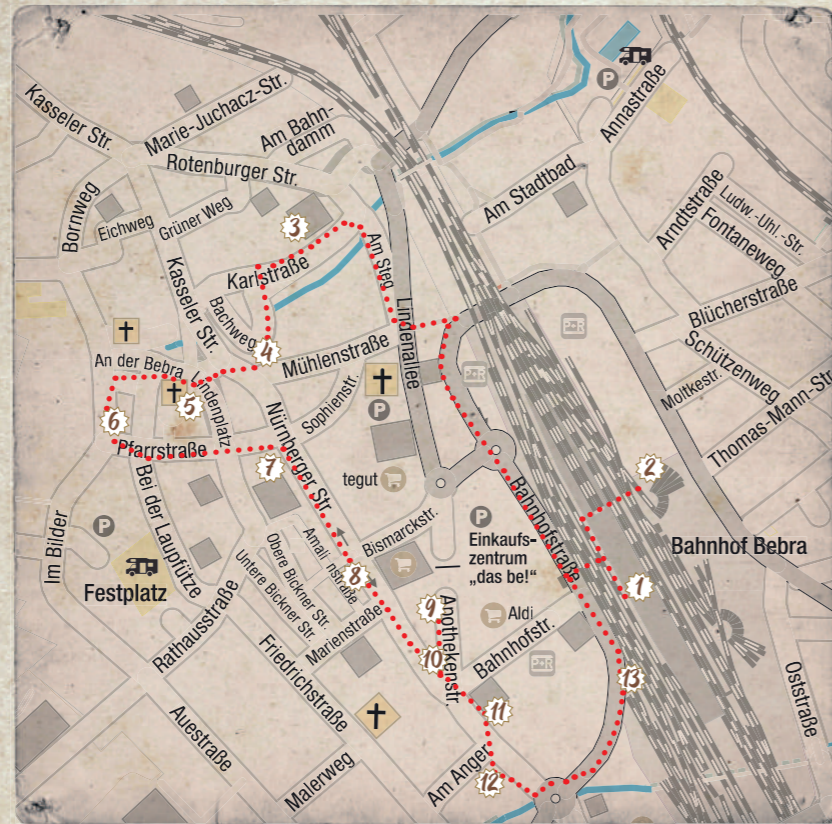 Kasseler Str.
Marie-Juchacz-Str.
Am Bahn-
damm
Rotenburger Str.
P
Annastraße
Am Stadtbad
Arndtstraße
Ludw.-Uhl.-Str.
Fontaneweg
Bornweg
Eichweg
Grüner Weg
3
Karlstraße
Am Steg
Kasseler Str.
Bachweg
Lindenallee
Blücherstraße
P+R
P+R
Schützenweg
Moltkestr.
Thomas-Mann-Str.
4
Mühlenstraße
An der Bebra
Lindenplatz
Sophienstr.
P
5
6
Pfarrstraße
7
Nürnberger Str.
tegut
2
Bahnhofstraße
Bahnhof Bebra
Bei der Laupfütze
P
Im Bilder
Festplatz
Bismarckstr.
P
Einkaufs-
zentrum
„das be!“
Obere Bickner Str.
Untere Bickner Str.
8
9
1
Aldi
Apothekenstr.
Marienstraße
Rathausstraße
Friedrichstraße
10
Bahnhofstr.
P+R
13
11
Oststraße
Auestraße
Malerweg
Am Anger
12